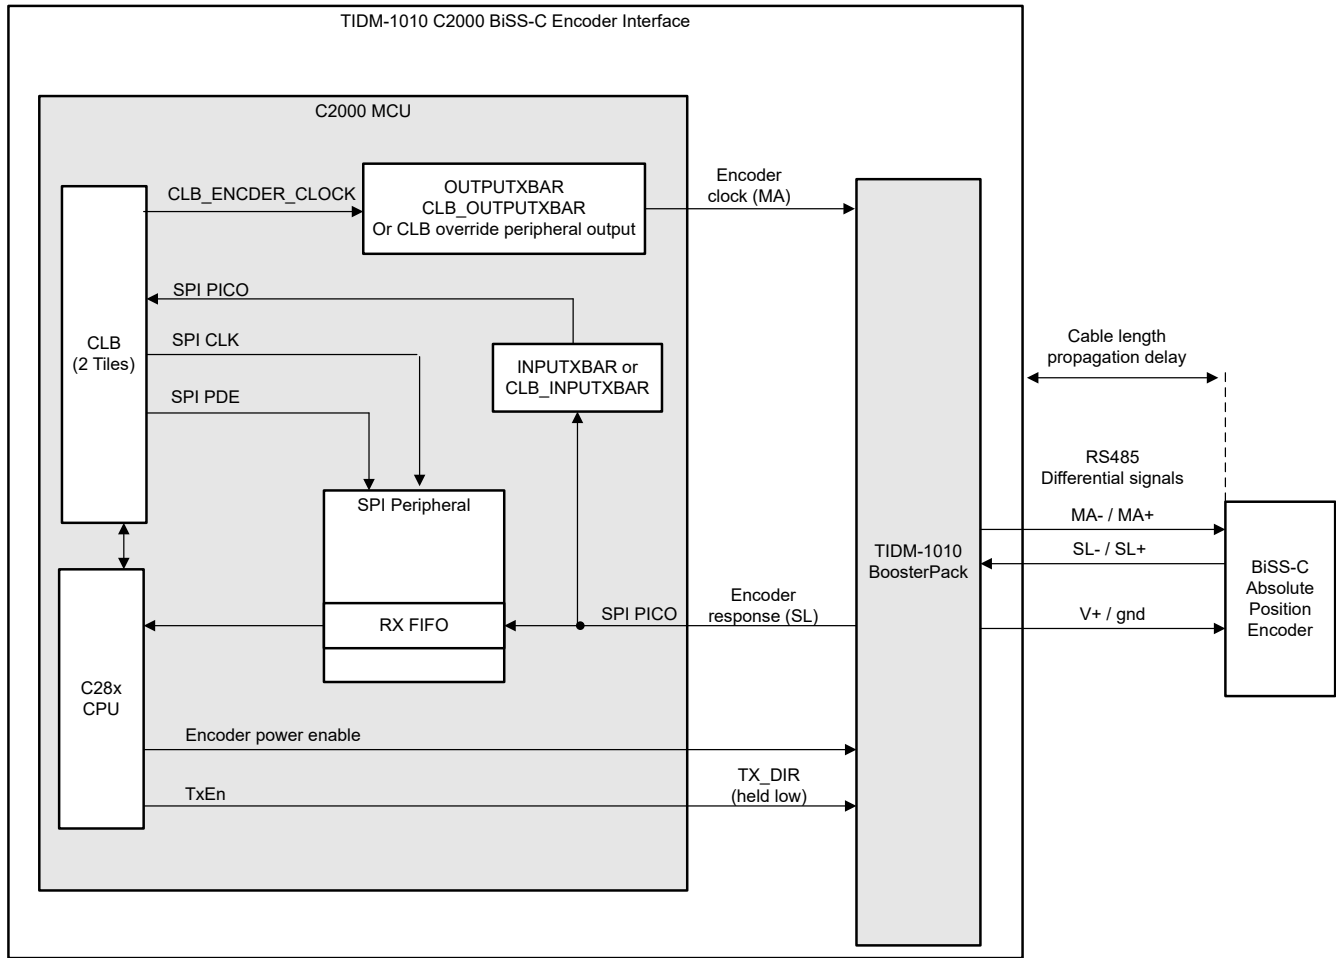 TIDM-1010 C2000 BiSS-C Encoder Interface
C2000 MCU
CLB_ENCDER_CLOCK
OUTPUTXBAR
CLB_OUTPUTXBAR
Or CLB override peripheral output
Encoder
clock (MA)
SPI PICO
CLB
(2 Tiles)
SPI CLK
INPUTXBAR or
CLB_INPUTXBAR
SPI PDE
Cable length
propagation delay
SPI Peripheral
RS485
Differential signals
MA- / MA+
SL- / SL+
TIDM-1010
BoosterPack
BiSS-C
Absolute
Position
Encoder
V+ / gnd
RX FIFO
SPI PICO
Encoder
response (SL)
C28x
CPU
Encoder power enable
TxEn
TX_DIR
(held low)